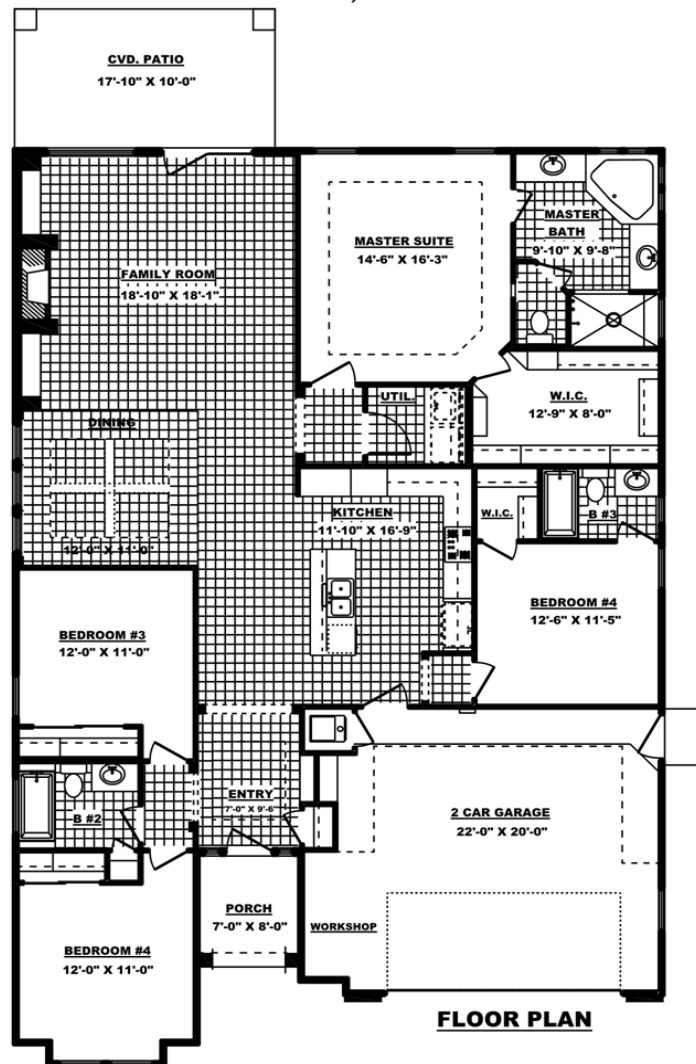 CVD. PATIO
17'-10" X 10'-0"
MASTER
BATH
9'-10" X 9'-8"
MASTER SUITE
14'-6" X 16'-3"
FAMILY ROOM
18'-10" X 18'-1"
UTIL.
W.I.C.
12'-9" X 8'-0"
DINING
12'-0" X 11'-0"
KITCHEN
11'-10" X 16'-9"
W.I.C.
B #3
BEDROOM #4
12'-6" X 11'-5"
BEDROOM #3
12'-0" X 11'-0"
ENTRY
7'-0" X 9'-6"
B #2
2 CAR GARAGE
22'-0" X 20'-0"
PORCH
7'-0" X 8'-0"
WORKSHOP
BEDROOM #4
12'-0" X 11'-0"
FLOOR PLAN